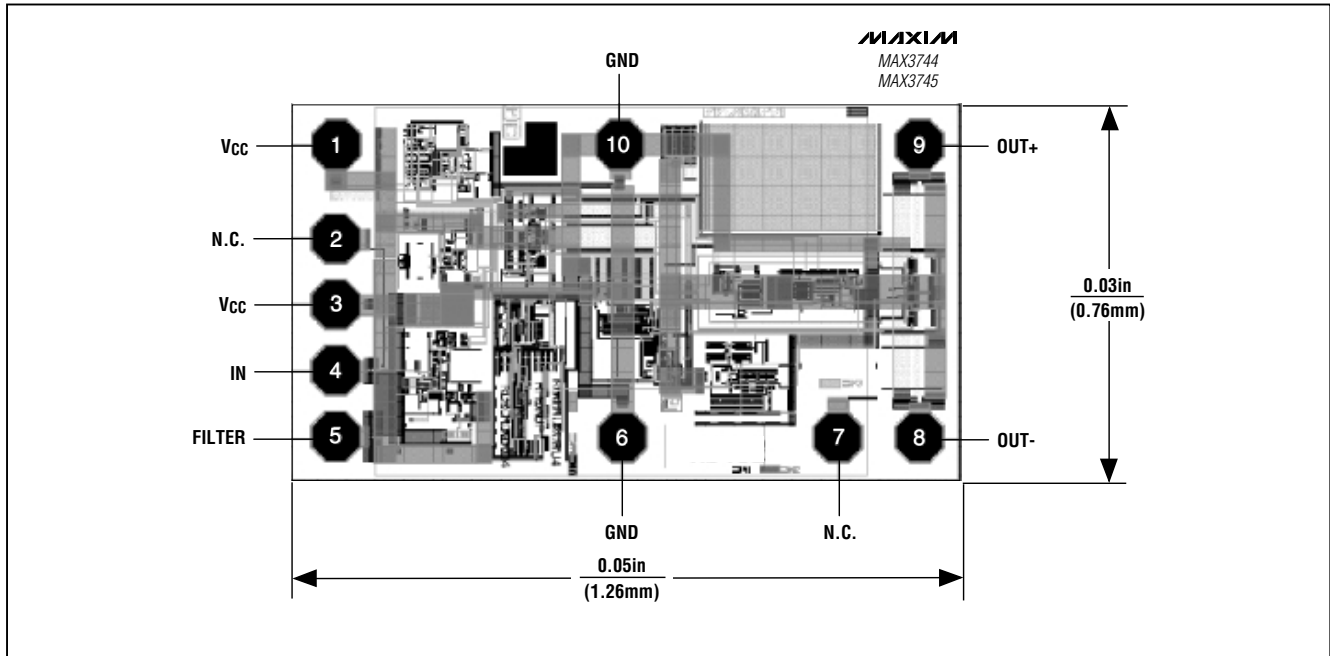 MAXIM
MAX3744
MAX3745
GND
VCC
1
10
9
OUT+
N.C.
2
VCC
3
0.03in
(0.76mm)
IN
4
FILTER
5
6
7
8
OUT-
GND
N.C.
0.05in
(1.26mm)